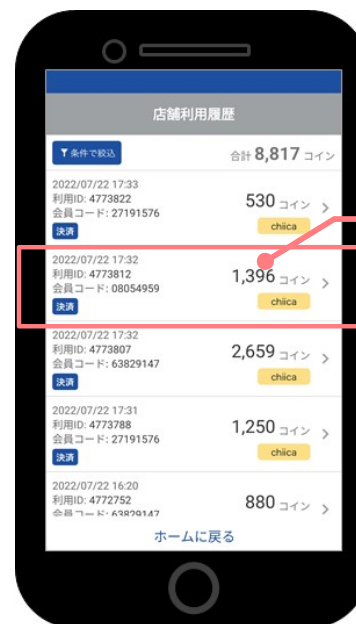 店舗利用履歴
▼条件で絞込
合計 8,817 コイン
2022/07/22 17:33
利用ID: 4773822
会員コード: 27191576
決済
530 コイン
chiica
2022/07/22 17:32
利用ID: 4773812
会員コード: 08054959
決済
1,396 コイン
chiica
2022/07/22 17:32
利用ID: 4773807
会員コード: 63829147
決済
2,659 コイン
chiica
2022/07/22 17:31
利用ID: 4773788
会員コード: 27191576
決済
1,250 コイン
chiica
2022/07/22 16:20
利用ID: 4772752
会員コード: 63829147
880 コイン
ホームに戻る